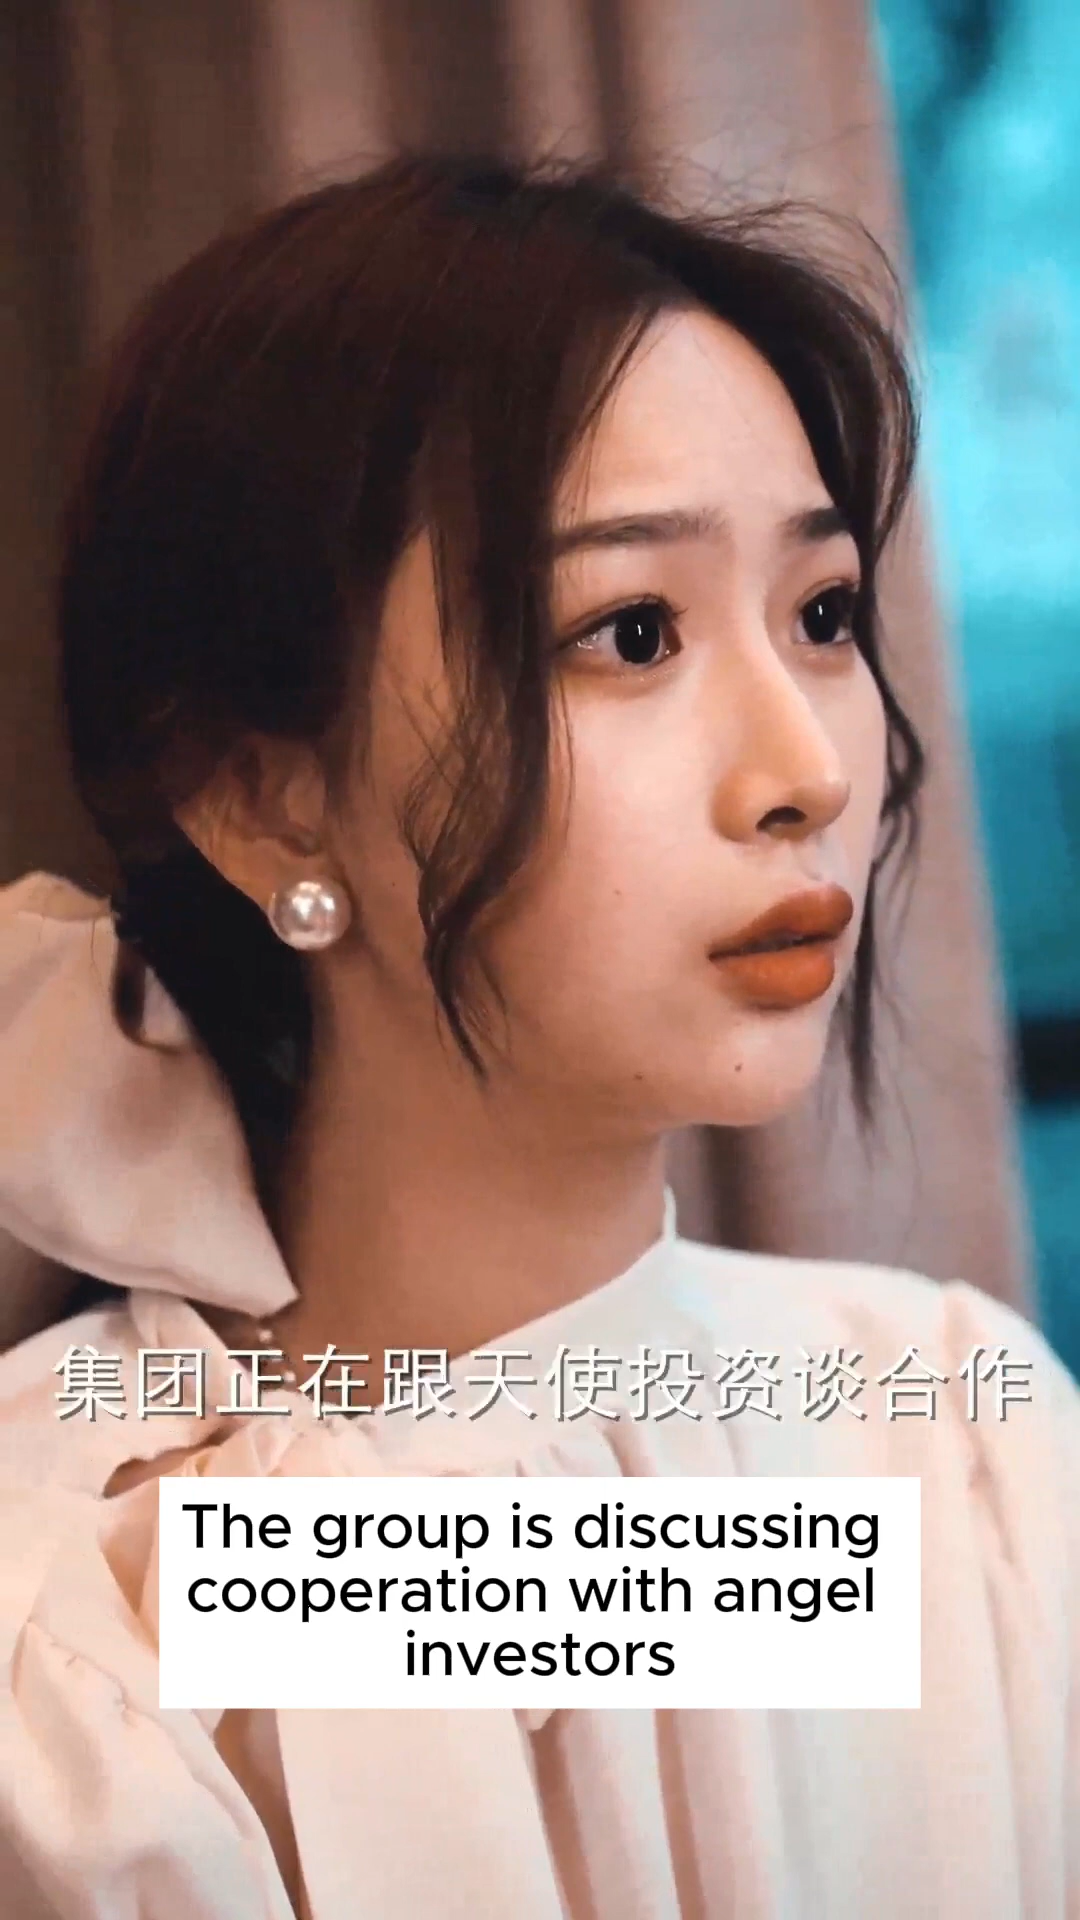 集团正在跟天使投资谈合作
The group is discussing
cooperation with angel
investors